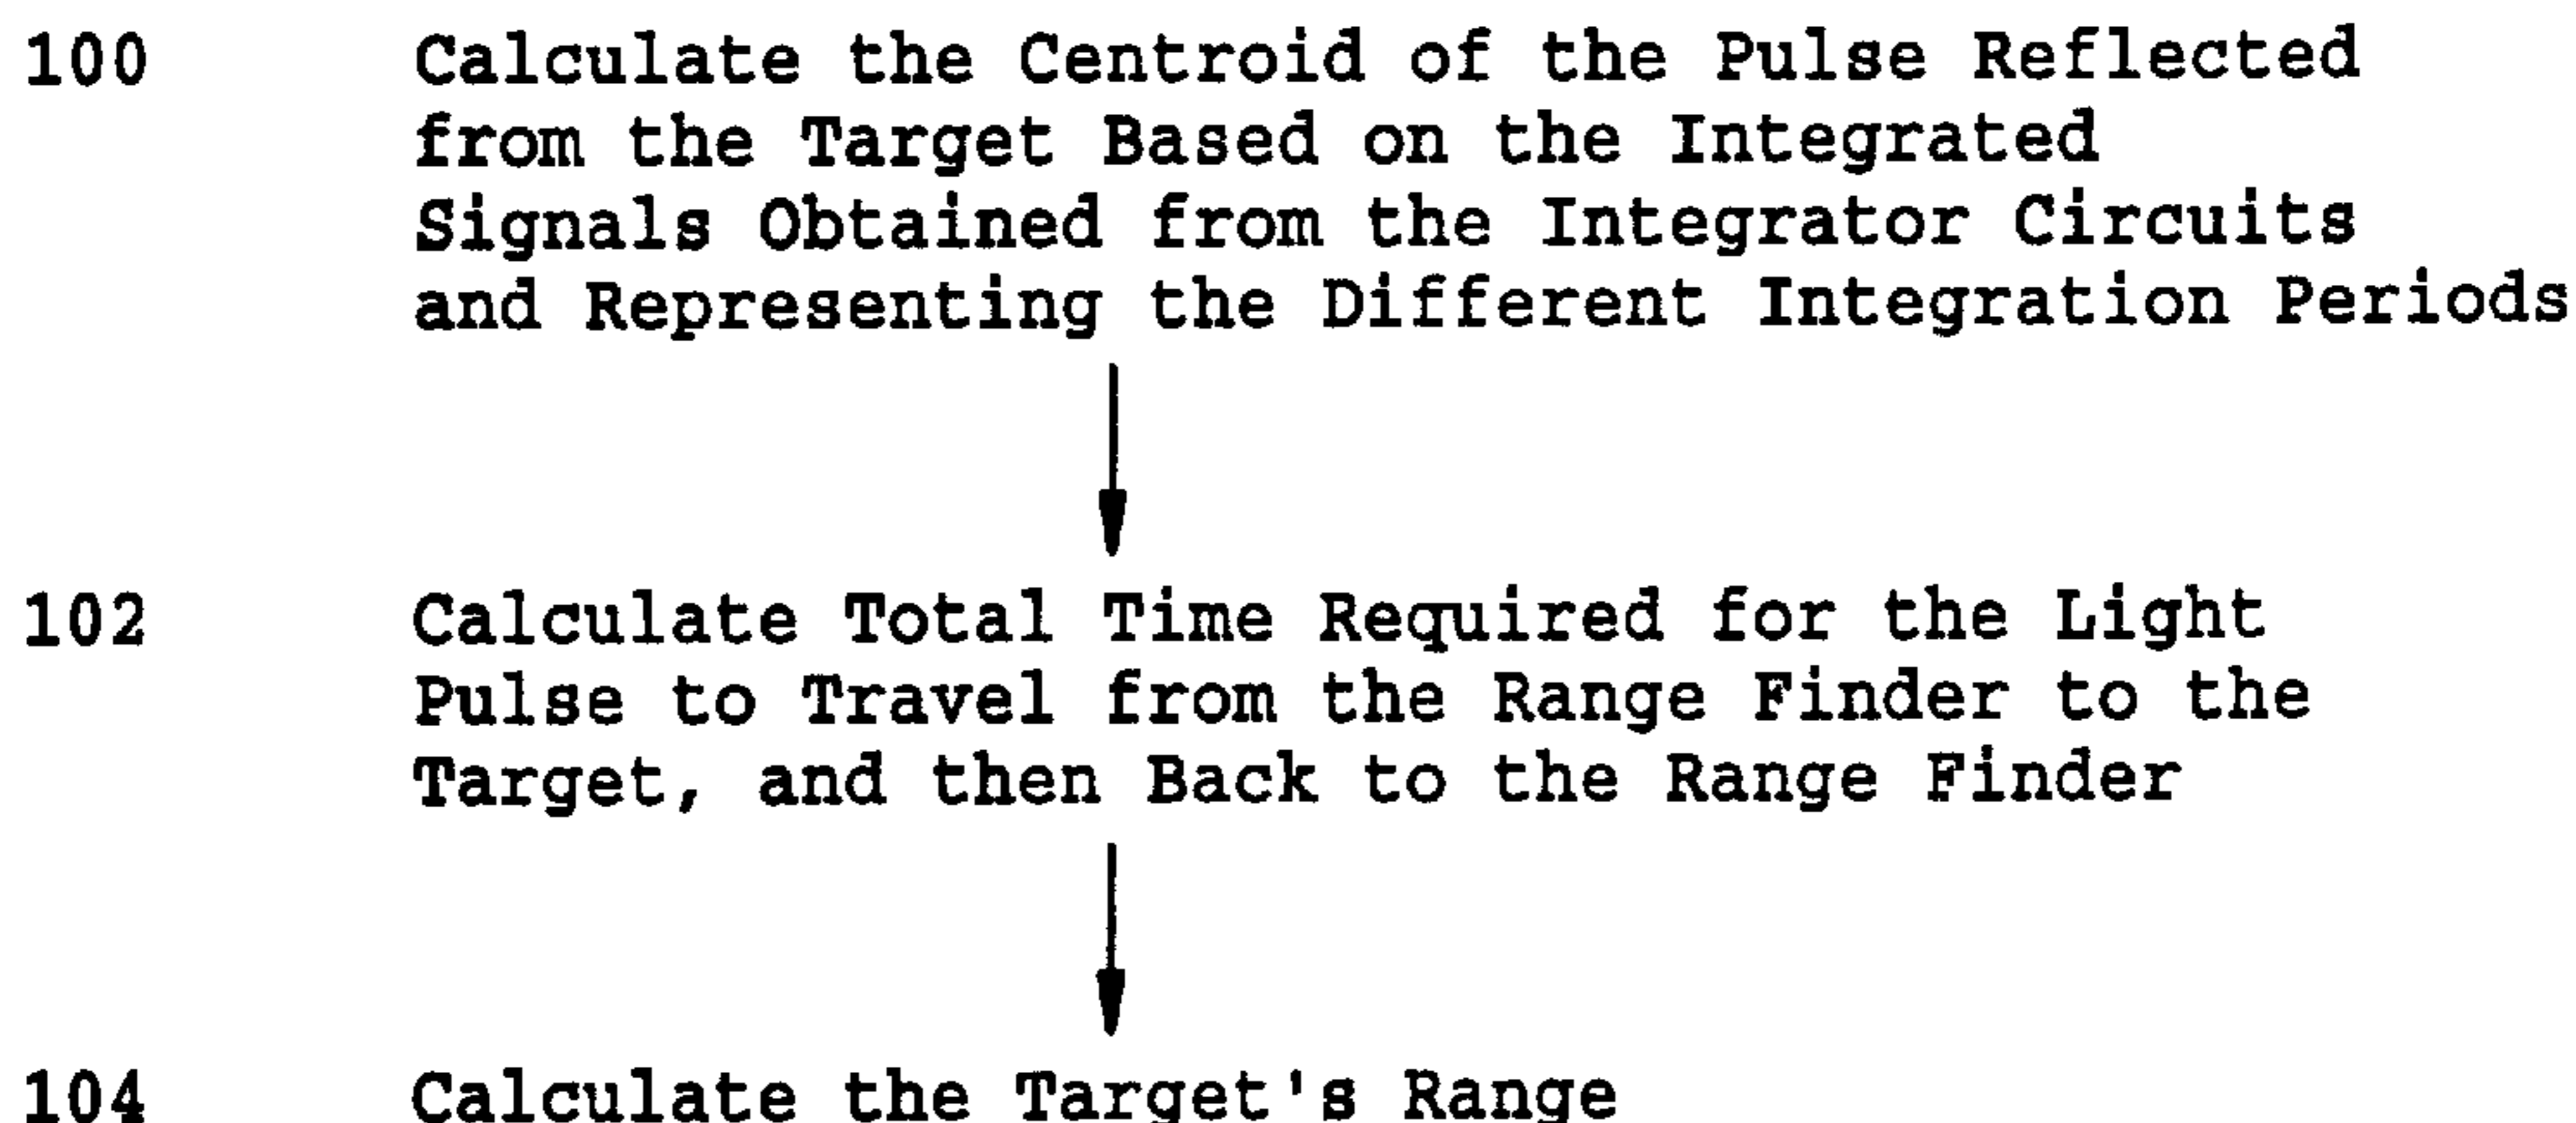 100 Calculate the Centroid of the Pulse Reflected
from the Target Based on the Integrated
Signals Obtained from the Integrator Circuits
and Representing the Different Integration Periods
102 Calculate Total Time Required for the Light
Pulse to Travel from the Range Finder to the
Target, and then Back to the Range Finder
104 Calculate the Target's Range